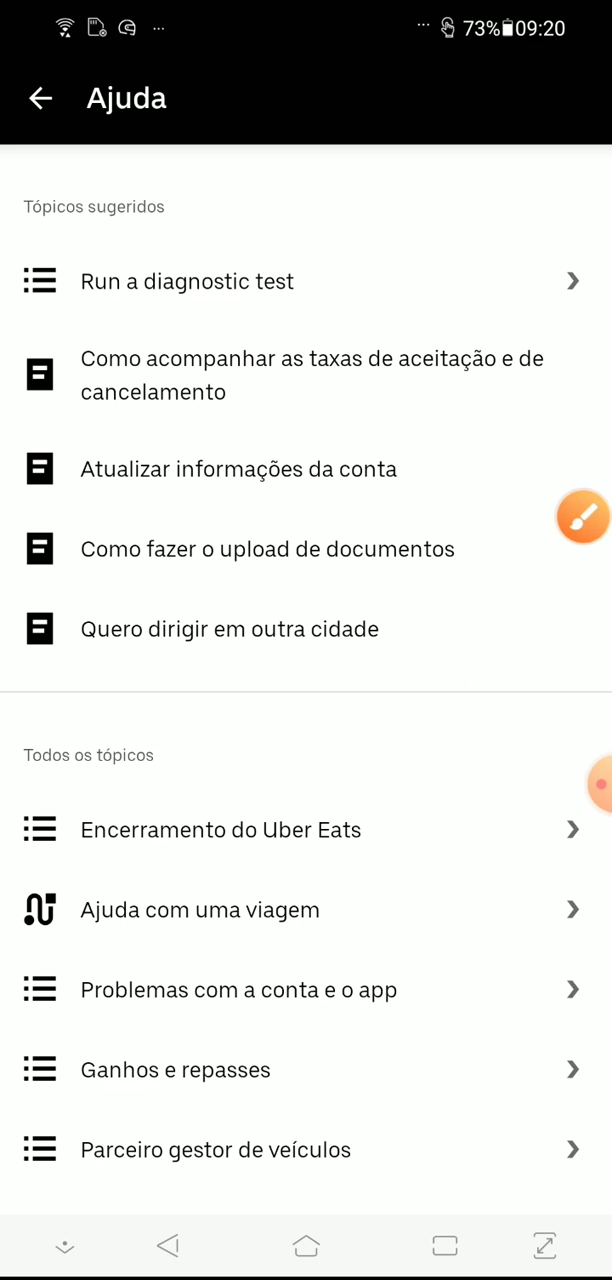 73% 09:20
Ajuda
Tópicos sugeridos
Run a diagnostic test
Como acompanhar as taxas de aceitação e de
cancelamento
Atualizar informações da conta
Como fazer o upload de documentos
Quero dirigir em outra cidade
Todos os tópicos
Encerramento do Uber Eats
Ajuda com uma viagem
Problemas com a conta e o app
Ganhos e repasses
Parceiro gestor de veículos